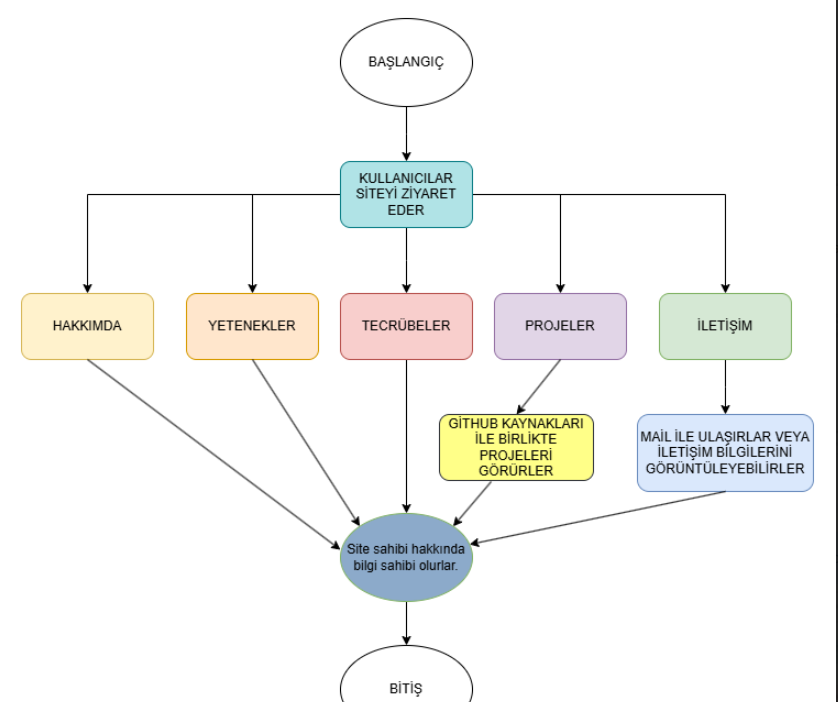 BAŞLANGIÇ
KULLANICILAR
SİTEYİ ZİYARET
EDER
HAKKIMDA
YETENEKLER
TECRÜBELER
PROJELER
İLETİŞİM
GİTHUB KAYNAKLARI
İLE BİRLİKTE
PROJELERİ
GÖRÜRLER
MAİL İLE ULAŞIRLAR VEYA
İLETİŞİM BİLGİLERİNİ
GÖRÜNTÜLEYEBİLİRLER
Site sahibi hakkında
bilgi sahibi olurlar.
BİTİŞ